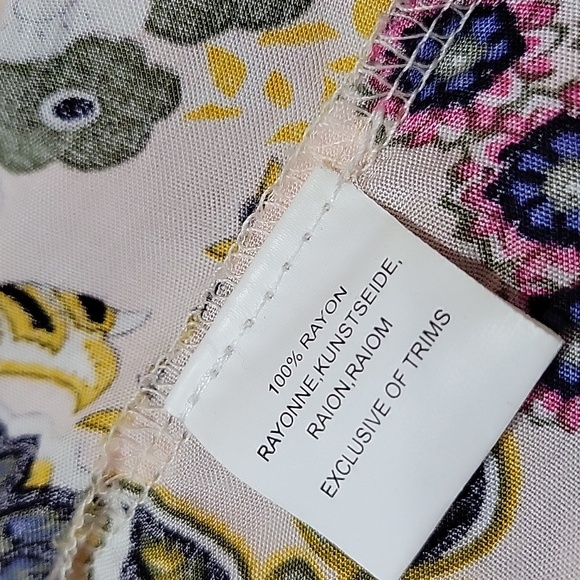 100% RAYON
RAYONNE,KUNSTSEIDE,
RAION,RAIOM
EXCLUSIVE OF TRIMS